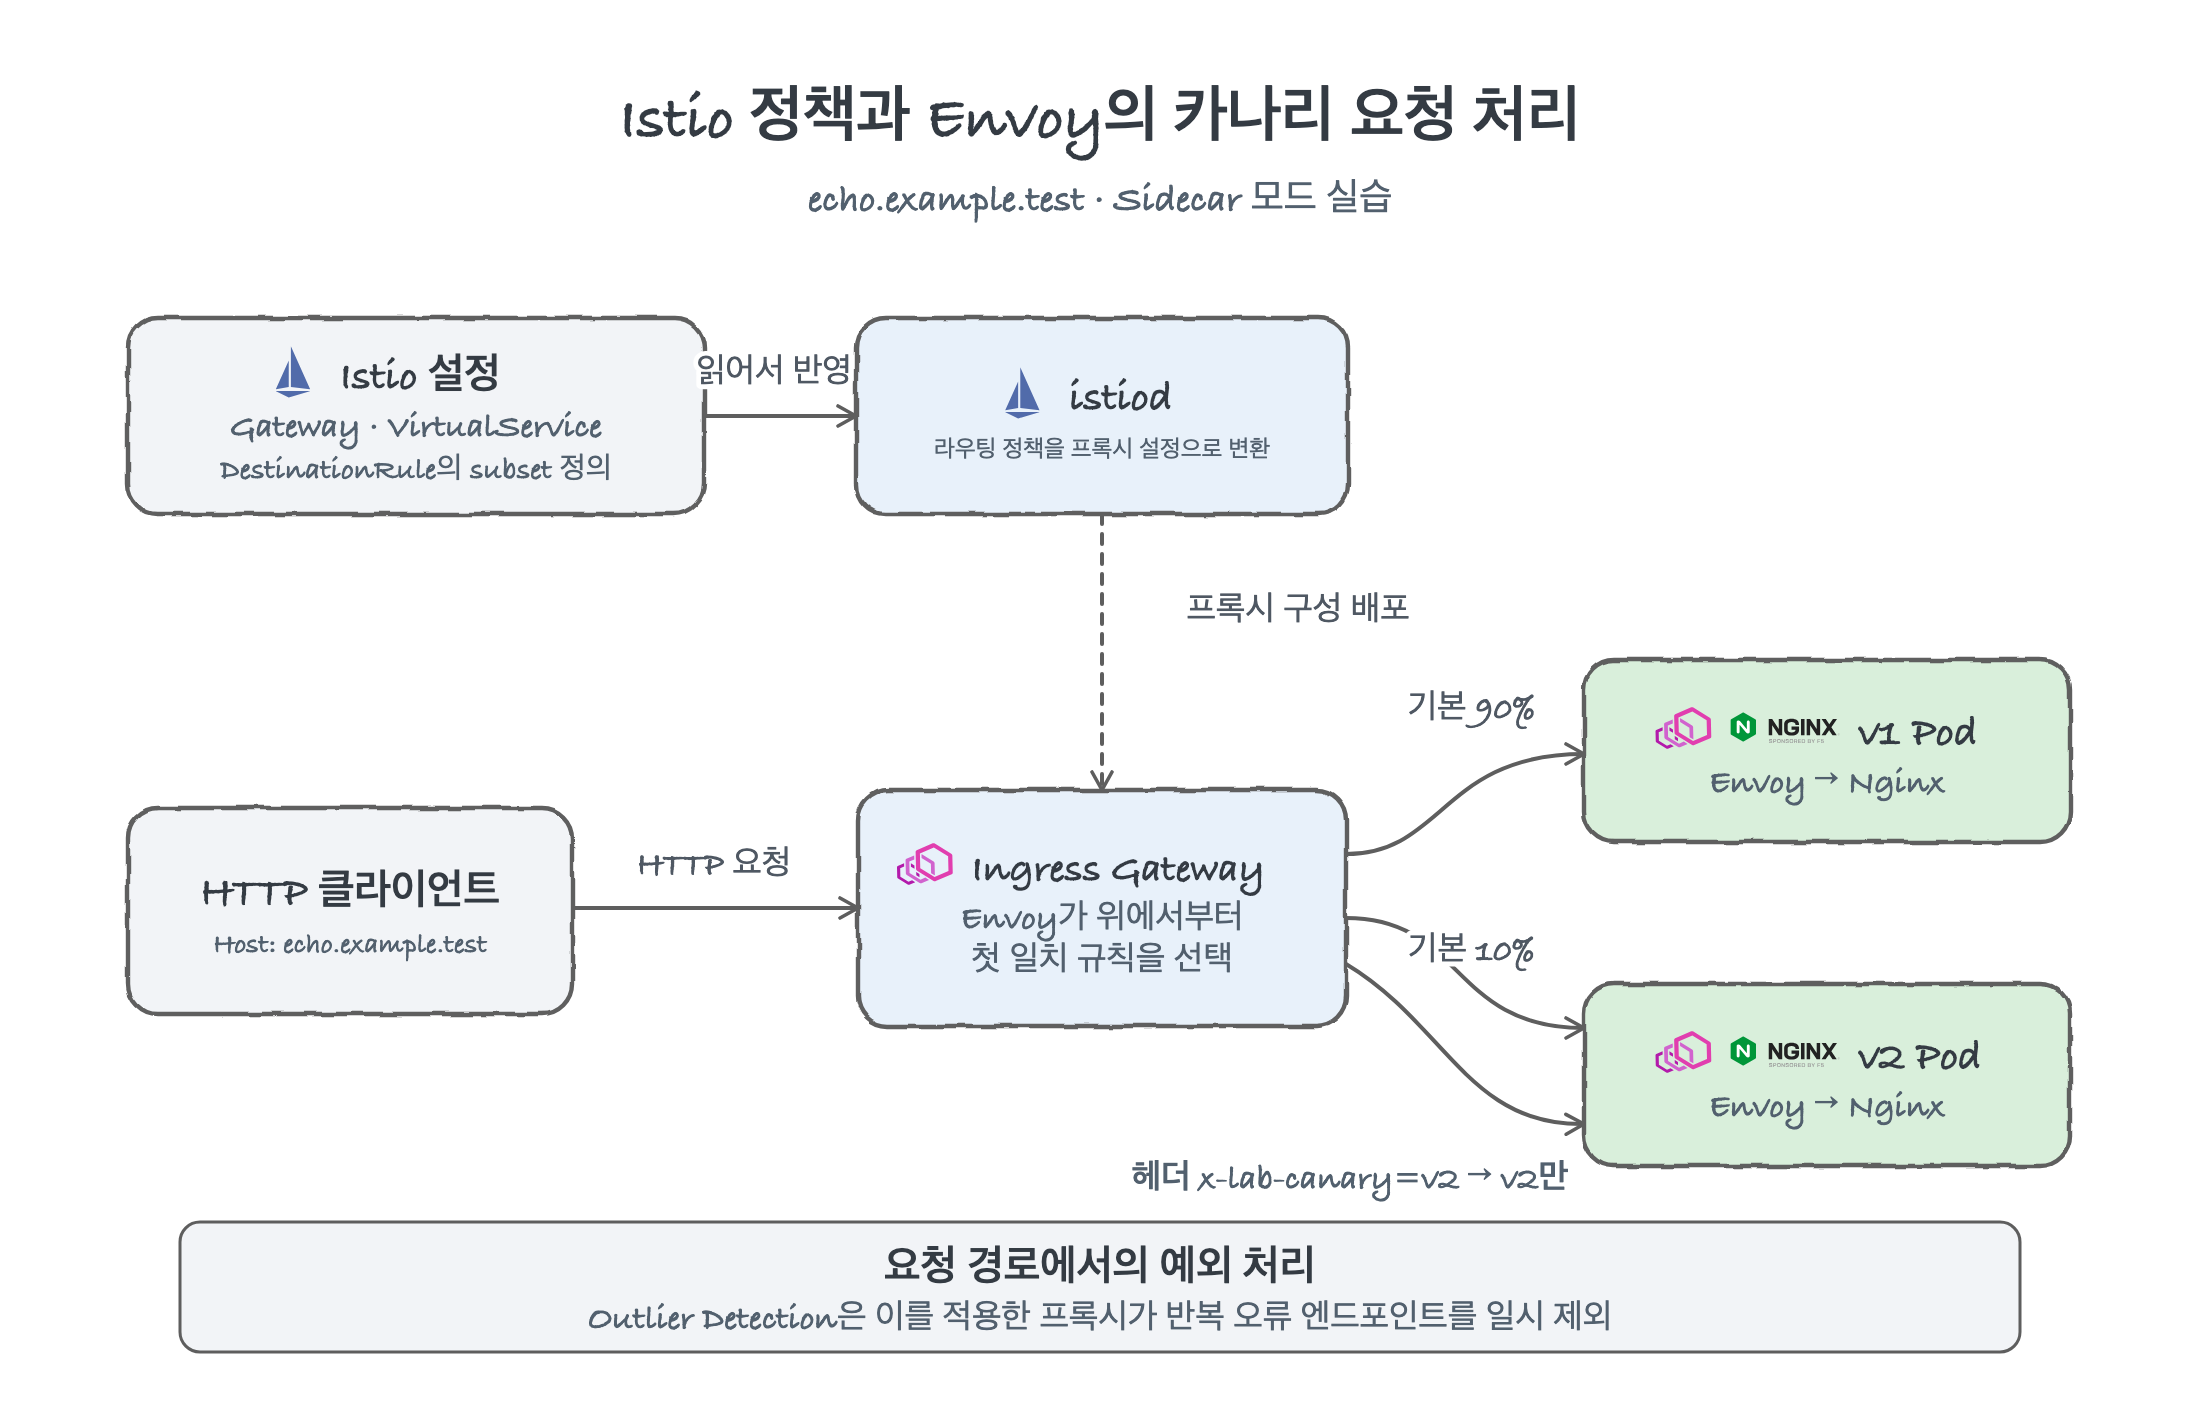 Istio 정책과 Envoy의 카나리 요청 처리
echo.example.test · Sidecar 모드 실습
Istio 설정
Gateway · VirtualService
DestinationRule의 subset 정의
읽어서 반영
istiod
라우팅 정책을 프록시 설정으로 변환
프록시 구성 배포
HTTP 클라이언트
Host: echo.example.test
HTTP 요청
Ingress Gateway
Envoy가 위에서부터
첫 일치 규칙을 선택
기본 90%
NGINX v1 Pod
SPONSORED BY F5
Envoy → Nginx
기본 10%
NGINX v2 Pod
SPONSORED BY F5
Envoy → Nginx
헤더 x-lab-canary=v2 → v2만
요청 경로에서의 예외 처리
Outlier Detection은 이를 적용한 프록시가 반복 오류 엔드포인트를 일시 제외